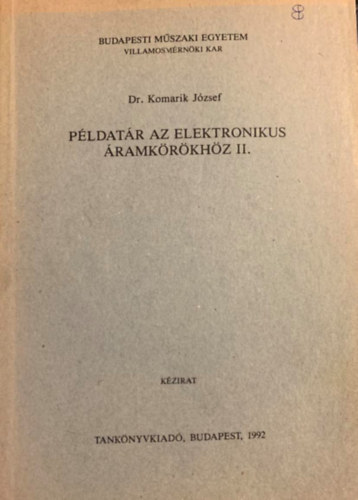 BUDAPESTI MŰSZAKI EGYETEM
VILLAMOSMÉRNÖKI KAR
Dr. Komarik József
PÉLDATÁR AZ ELEKTRONIKUS
ÁRAMKÖRÖKHÖZ II.
KÉZIRAT
TANKÖNYVKIADÓ, BUDAPEST, 1992